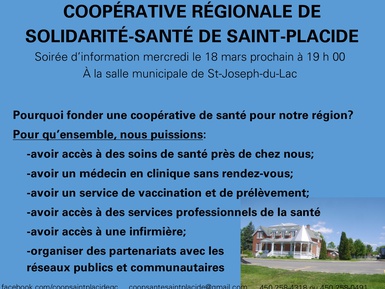 COOPÉRATIVE RÉGIONALE DE
SOLIDARITÉ-SANTÉ DE SAINT-PLACIDE
Soirée d'information mercredi le 18 mars prochain à 19 h 00
À la salle municipale de St-Joseph-du-Lac
Pourquoi fonder une coopérative de santé pour notre région?
Pour qu'ensemble, nous puissions:
-avoir accès à des soins de santé près de chez nous;
-avoir un médecin en clinique sans rendez-vous;
-avoir un service de vaccination et de prélèvement;
-avoir accès à des services professionnels de la santé
-avoir accès à une infirmière;
-organiser des partenariats avec les
réseaux publics et communautaires
facebook.com/coopsantestplacideqc coopsantesaintplacide@gmail.com 450 258-4318 ou 450 258-0491